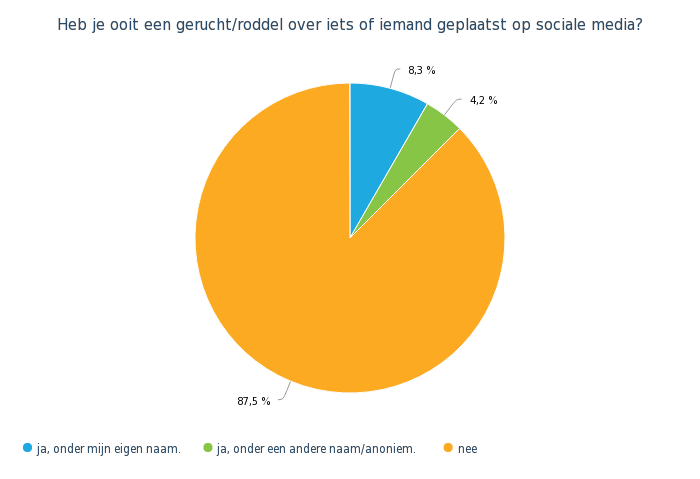 Heb je ooit een gerucht/roddel over iets of iemand geplaatst op sociale media?
8,3 %
4,2 %
87,5 %
ja, onder mijn eigen naam. ja, onder een andere naam/anoniem. nee